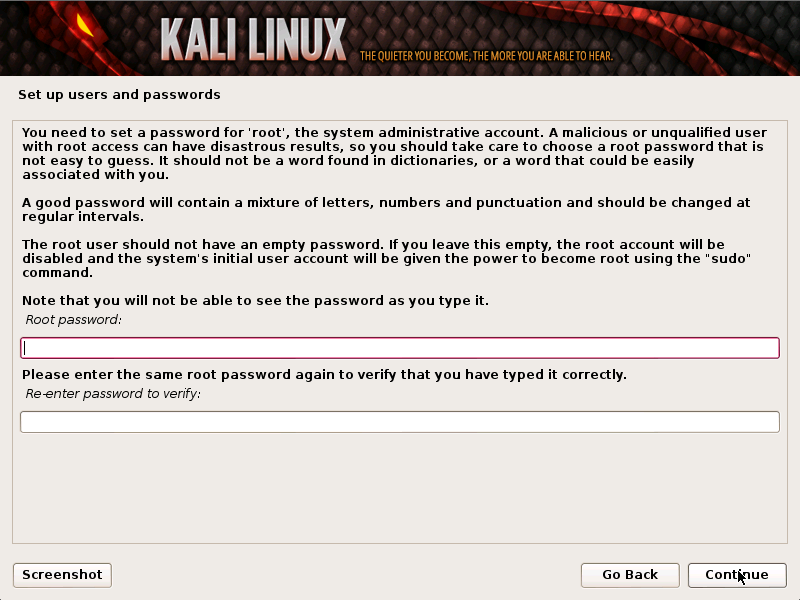 KALI LINUX THE QUIETER YOU BECOME, THE MORE YOU ARE ABLE TO HEAR.
Set up users and passwords
You need to set a password for 'root', the system administrative account. A malicious or unqualified user
with root access can have disastrous results, so you should take care to choose a root password that is
not easy to guess. It should not be a word found in dictionaries, or a word that could be easily
associated with you.
A good password will contain a mixture of letters, numbers and punctuation and should be changed at
regular intervals.
The root user should not have an empty password. If you leave this empty, the root account will be
disabled and the system's initial user account will be given the power to become root using the "sudo"
command.
Note that you will not be able to see the password as you type it.
Root password:
Please enter the same root password again to verify that you have typed it correctly.
Re-enter password to verify:
Screenshot Go Back Continue